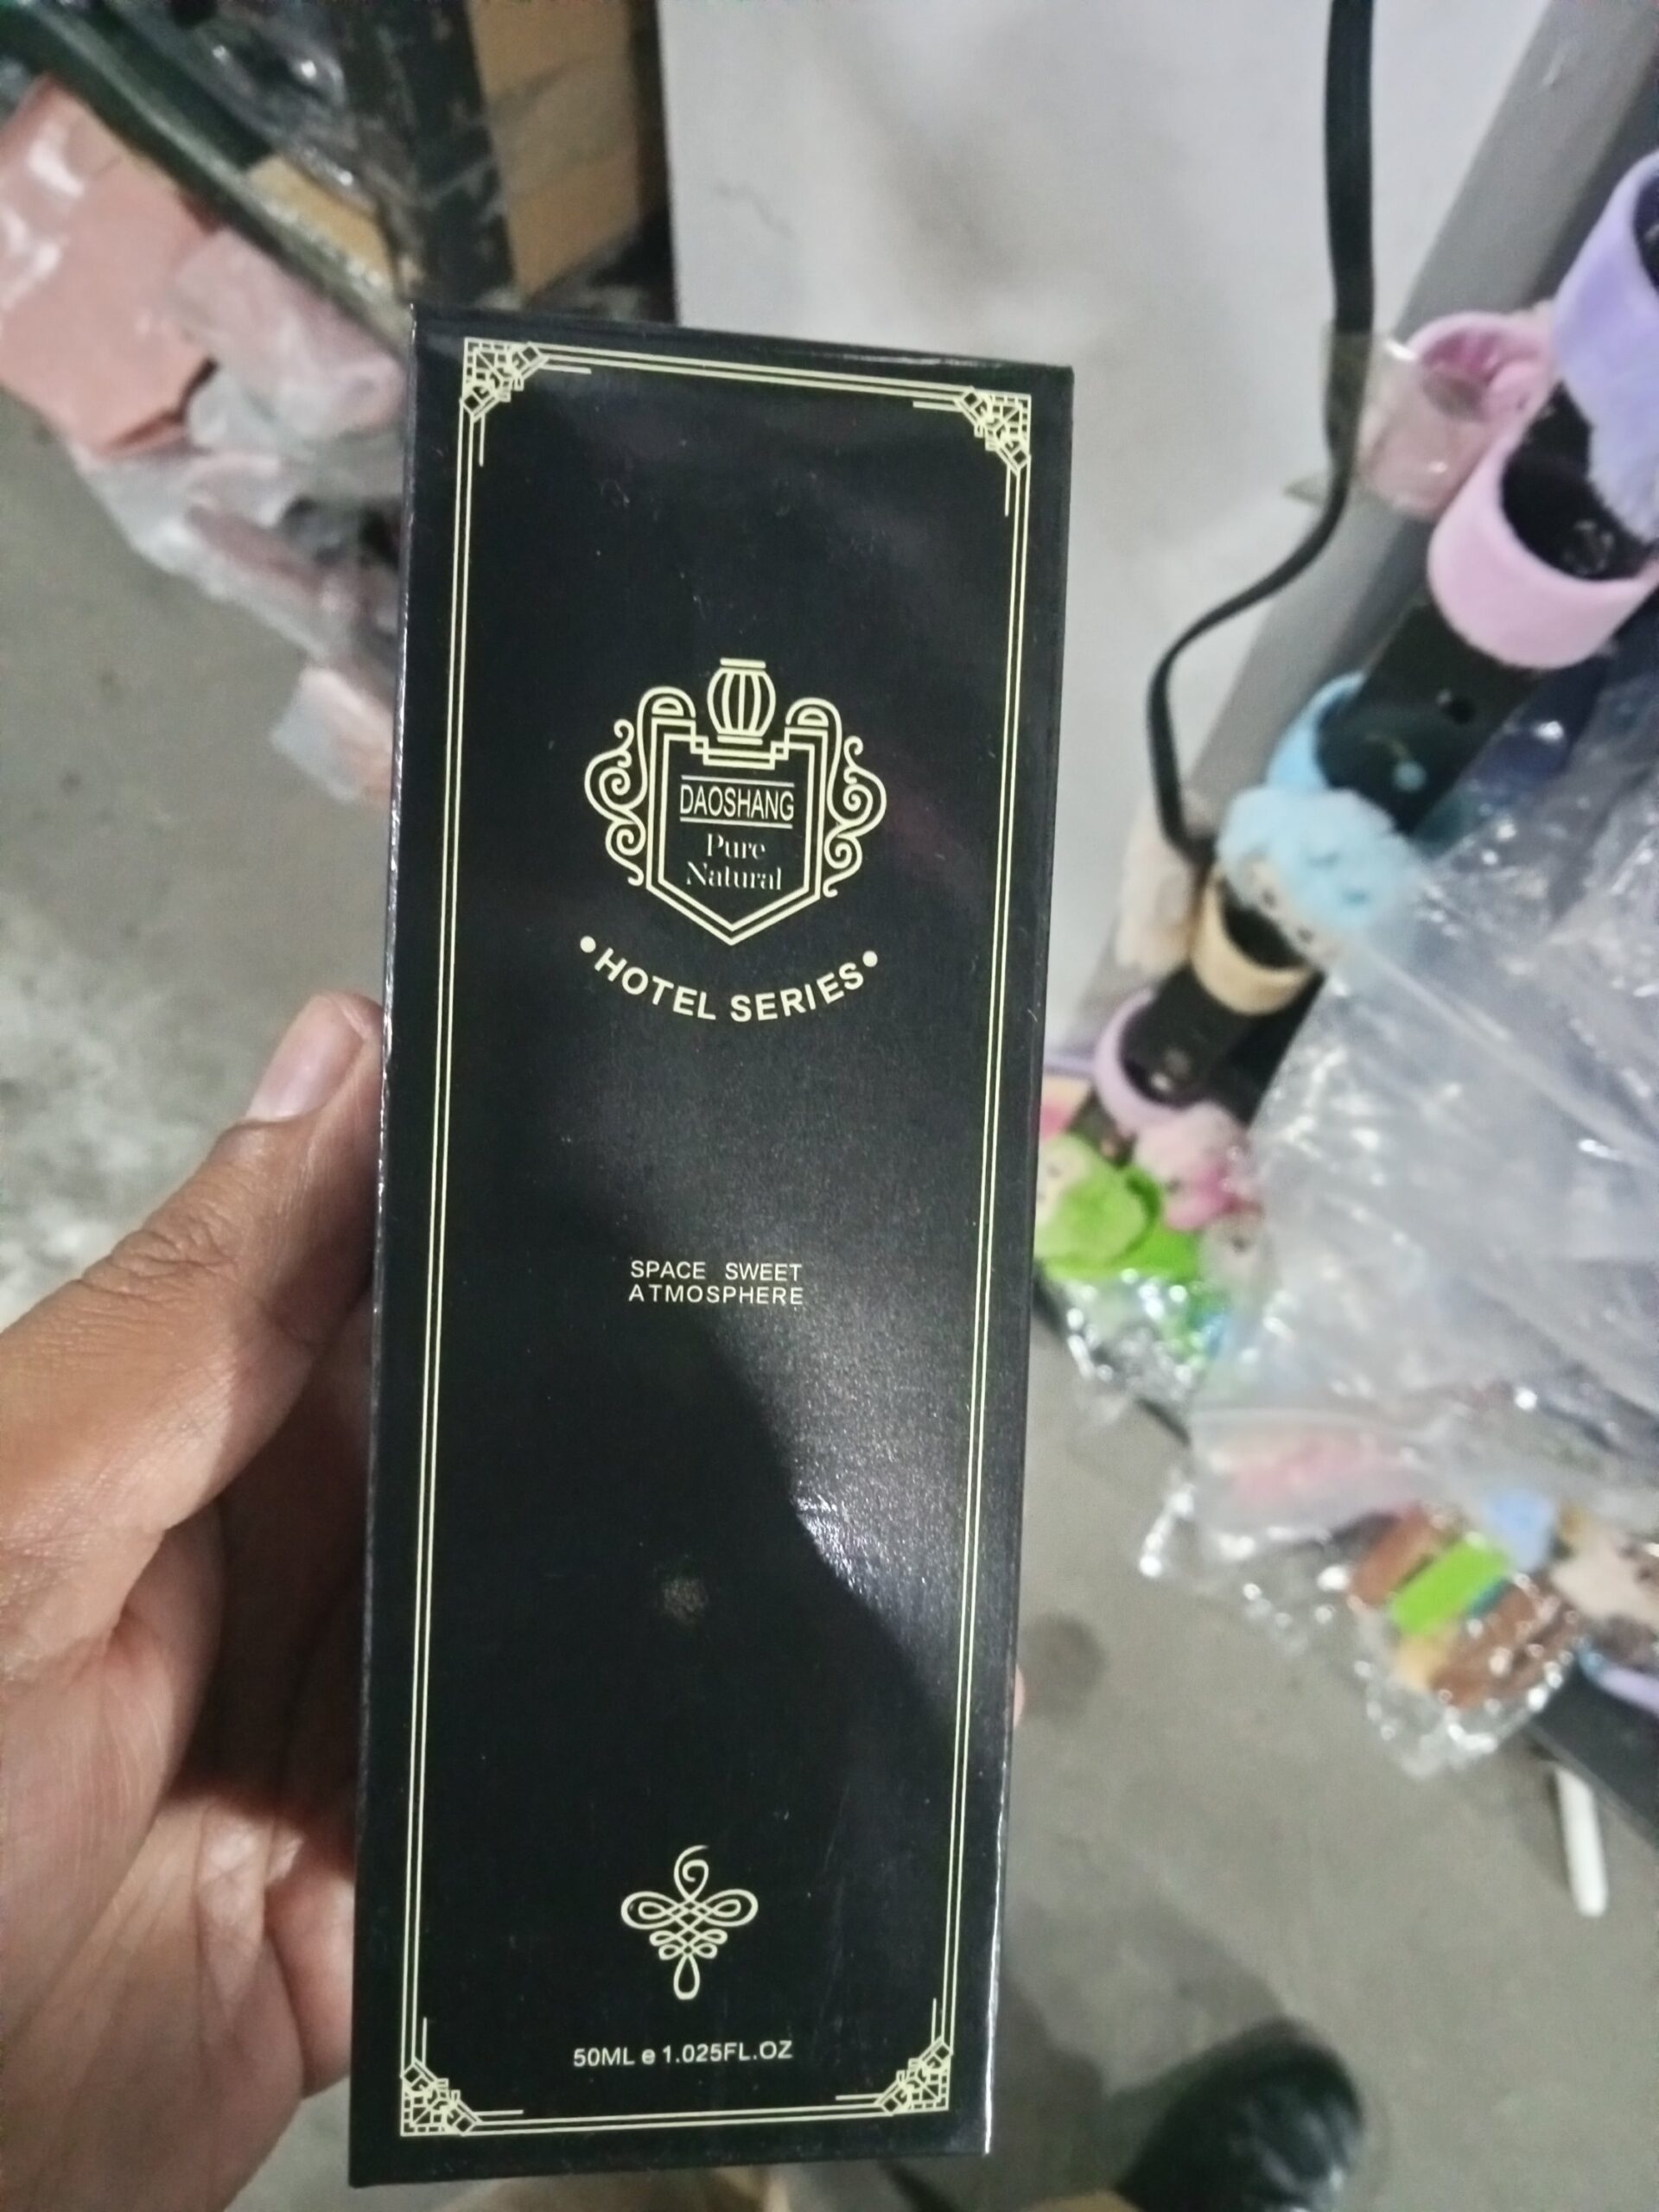 DAOSHANG
Pure
Natural
•HOTEL SERIES•
SPACE SWEET
ATMOSPHERE
50ML e 1.025FL.OZ